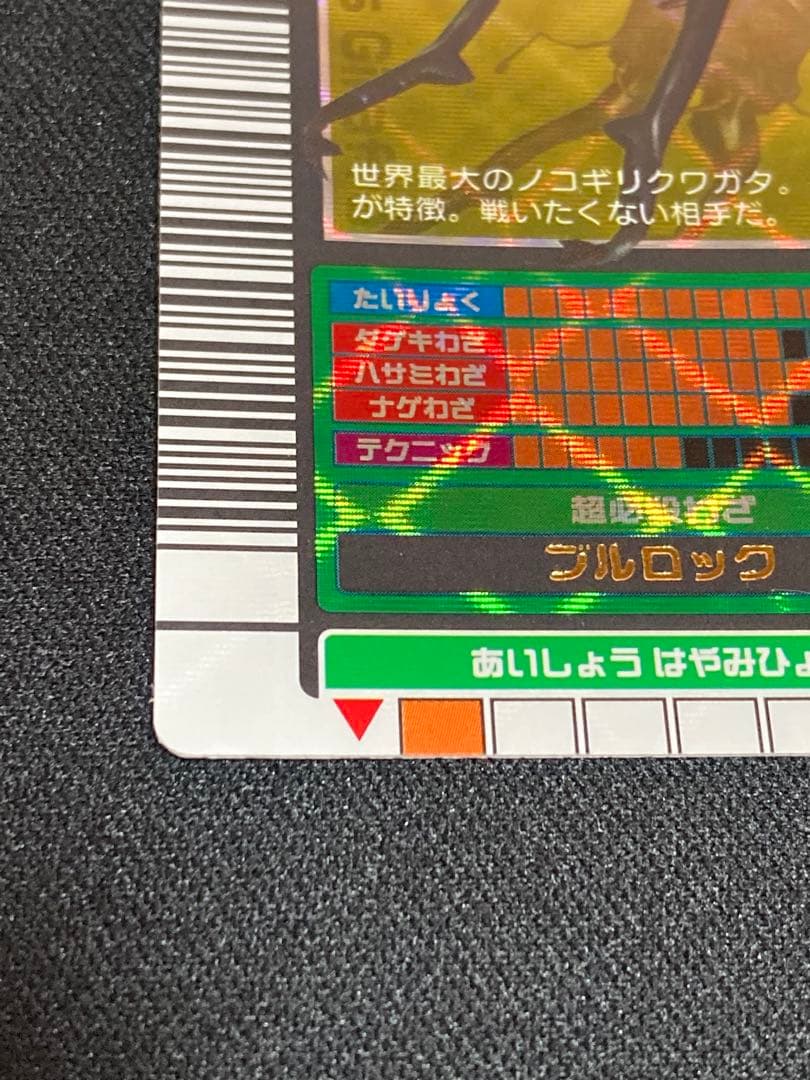 世界最大のノコギリクワガタ。
が特徴。戦いたくない相手だ。
たいりょく
ダゲキわざ
ハサミわざ
ナゲわざ
テクニック
超必殺わざ
ブルロック
あいしょう はやみひょ